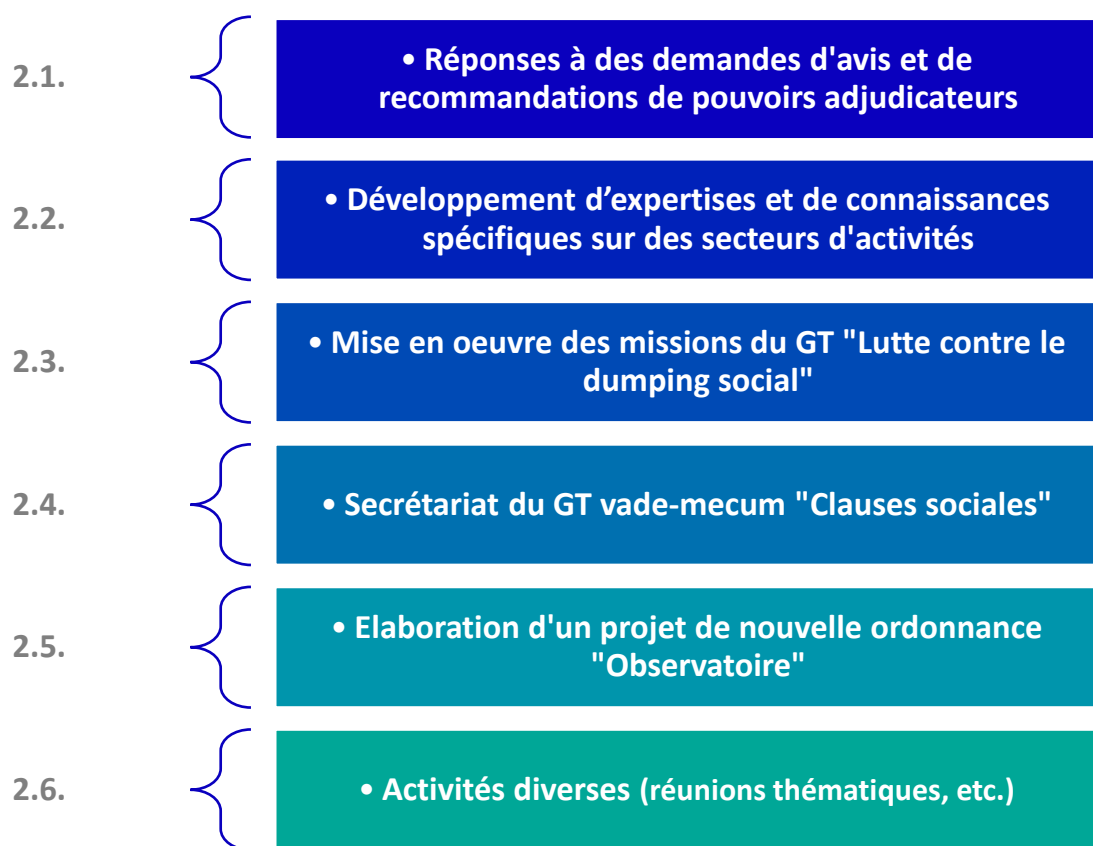 2.1.
• Réponses à des demandes d'avis et de
recommandations de pouvoirs adjudicateurs
2.2.
• Développement d’expertises et de connaissances
spécifiques sur des secteurs d'activités
2.3.
• Mise en oeuvre des missions du GT "Lutte contre le
dumping social"
2.4.
• Secrétariat du GT vade-mecum "Clauses sociales"
2.5.
• Elaboration d'un projet de nouvelle ordonnance
"Observatoire"
2.6.
• Activités diverses (réunions thématiques, etc.)